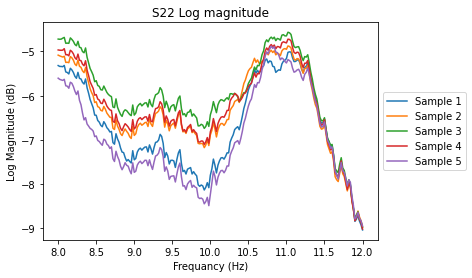 S22 Log magnitude
Log Magnitude (dB)
−5
−6
−7
−8
−9
8.0 8.5 9.0 9.5 10.0 10.5 11.0 11.5 12.0
Frequancy (Hz)
Sample 1
Sample 2
Sample 3
Sample 4
Sample 5